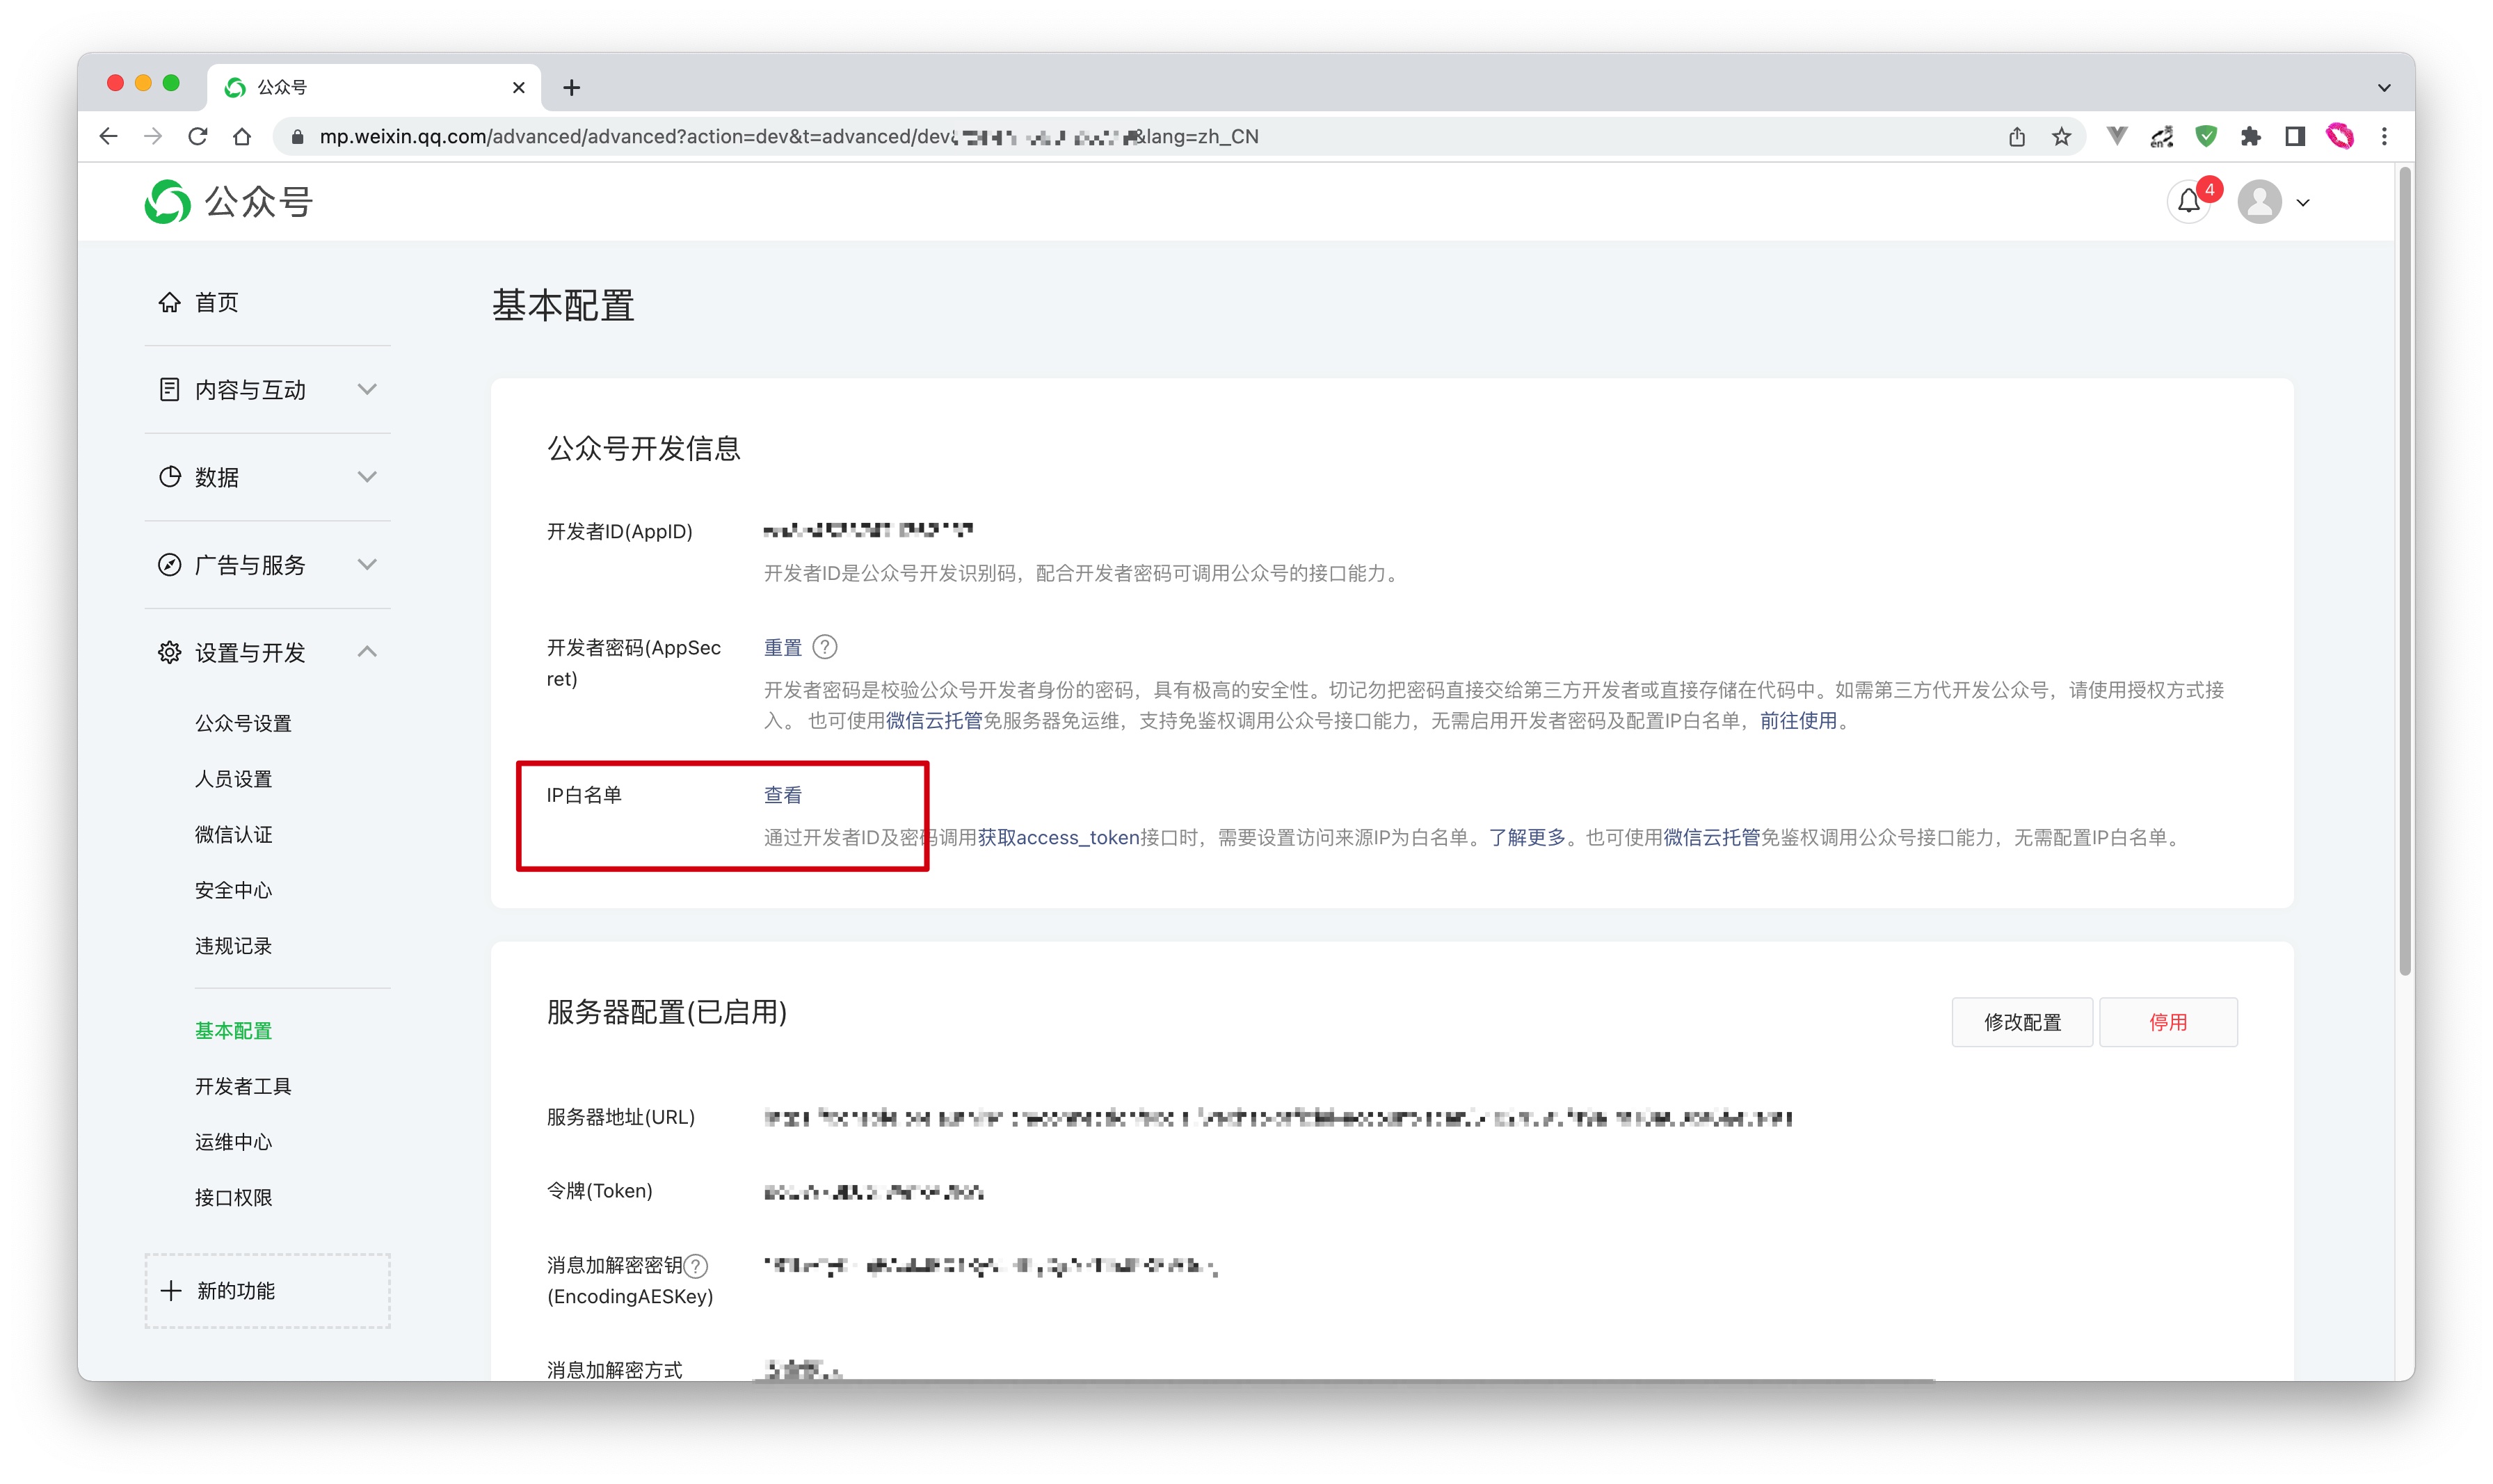 公众号
mp.weixin.qq.com/advanced/advanced?action=dev&t=advanced/dev
&lang=zh_CN
en
公众号
4
首页
内容与互动
数据
广告与服务
设置与开发
公众号设置
人员设置
微信认证
安全中心
违规记录
基本配置
开发者工具
运维中心
接口权限
新的功能
基本配置
公众号开发信息
开发者ID(AppID)
开发者ID是公众号开发识别码，配合开发者密码可调用公众号的接口能力。
开发者密码(AppSec
ret)
重置
开发者密码是校验公众号开发者身份的密码，具有极高的安全性。切记勿把密码直接交给第三方开发者或直接存储在代码中。如需第三方代开发公众号，请使用授权方式接
入。 也可使用微信云托管免服务器免运维，支持免鉴权调用公众号接口能力，无需启用开发者密码及配置IP白名单，前往使用。
IP白名单
查看
通过开发者ID及密码调用获取access_token接口时，需要设置访问来源IP为白名单。了解更多。也可使用微信云托管免鉴权调用公众号接口能力，无需配置IP白名单。
服务器配置(已启用)
修改配置
停用
服务器地址(URL)
令牌(Token)
消息加解密密钥
(EncodingAESKey)
消息加解密方式